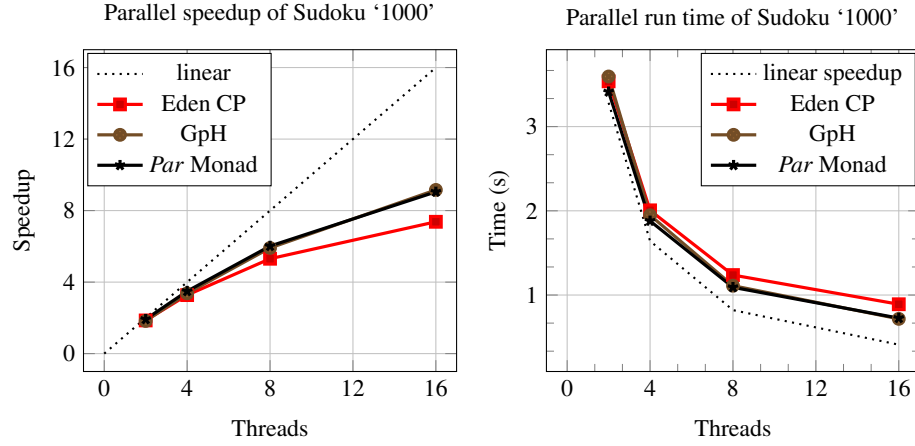 Parallel speedup of Sudoku ‘1000’
linear
Eden CP
GpH
Par Monad
16
12
8
4
0
Speedup
0 4 8 12 16
Threads
Parallel run time of Sudoku ‘1000’
linear speedup
Eden CP
GpH
Par Monad
3
2
1
Time (s)
0 4 8 12 16
Threads